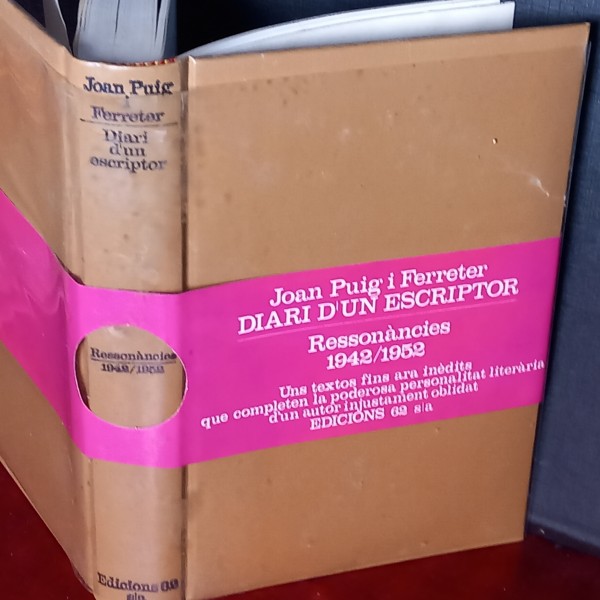 Joan Puig
i
Ferreter
Diari
d'un
escriptor
Ressonàncies
1942/1952
Edicions 62
s|a
Joan Puig i Ferreter
DIARI D'UN ESCRIPTOR
Ressonàncies
1942/1952
Uns textos fins ara inèdits
que completen la poderosa personalitat literària
d'un autor injustament oblidat
EDICIONS 62 s|a